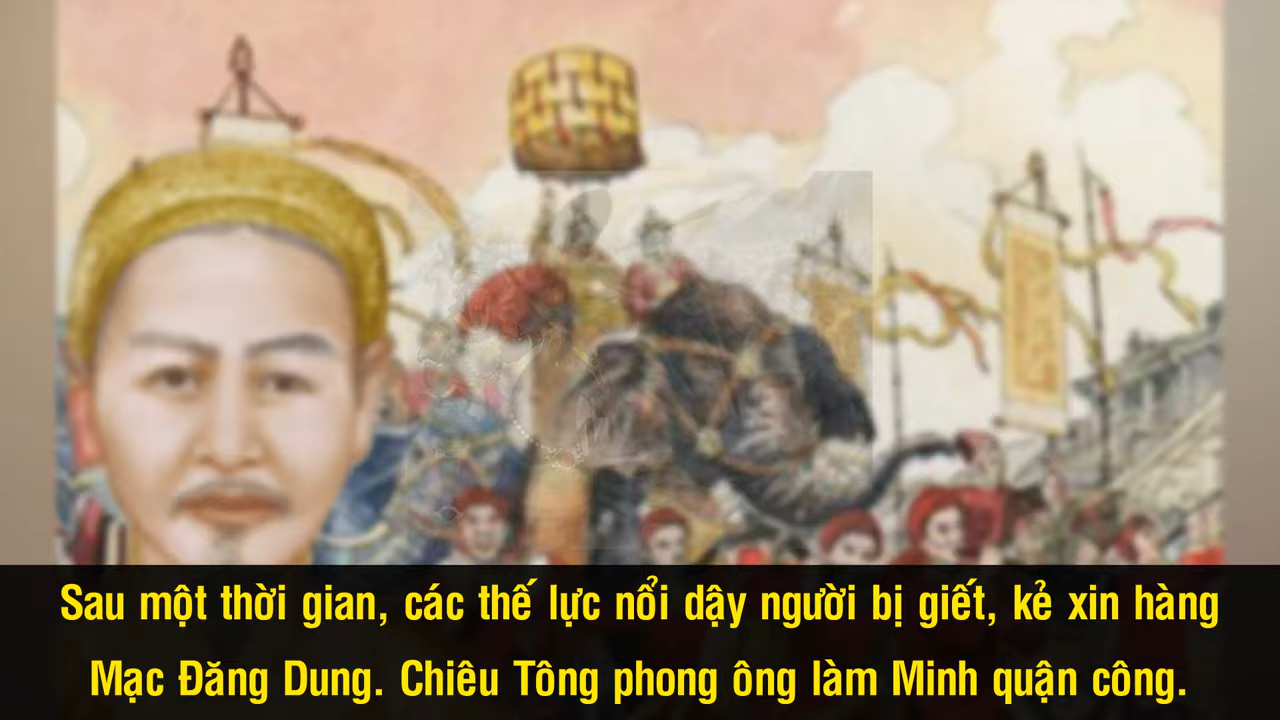 Sau một thời gian, các thế lực nổi dậy người bị giết, kẻ xin hàng
Mạc Đăng Dung. Chiêu Tông phong ông làm Minh quận công.